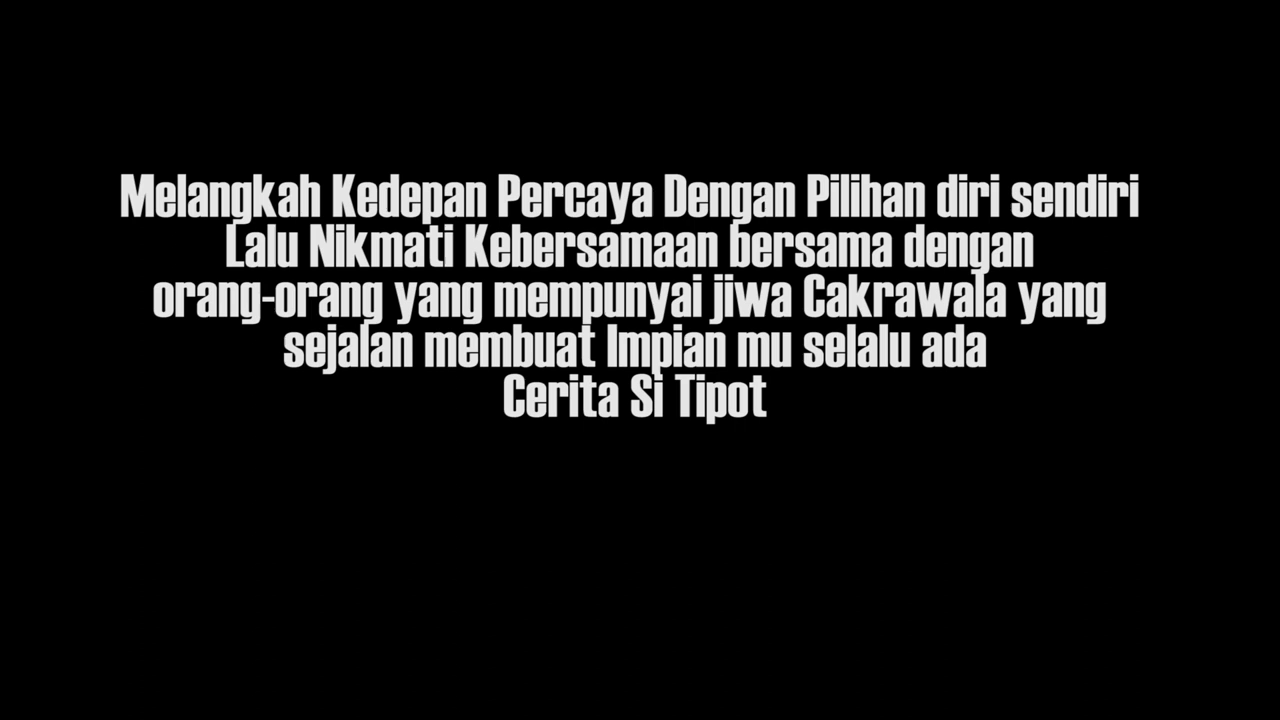 Melangkah Kedepan Percaya Dengan Pilihan diri sendiri
Lalu Nikmati Kebersamaan bersama dengan
orang-orang yang mempunyai jiwa Cakrawala yang
sejalan membuat Impian mu selalu ada
Cerita Si Tipot